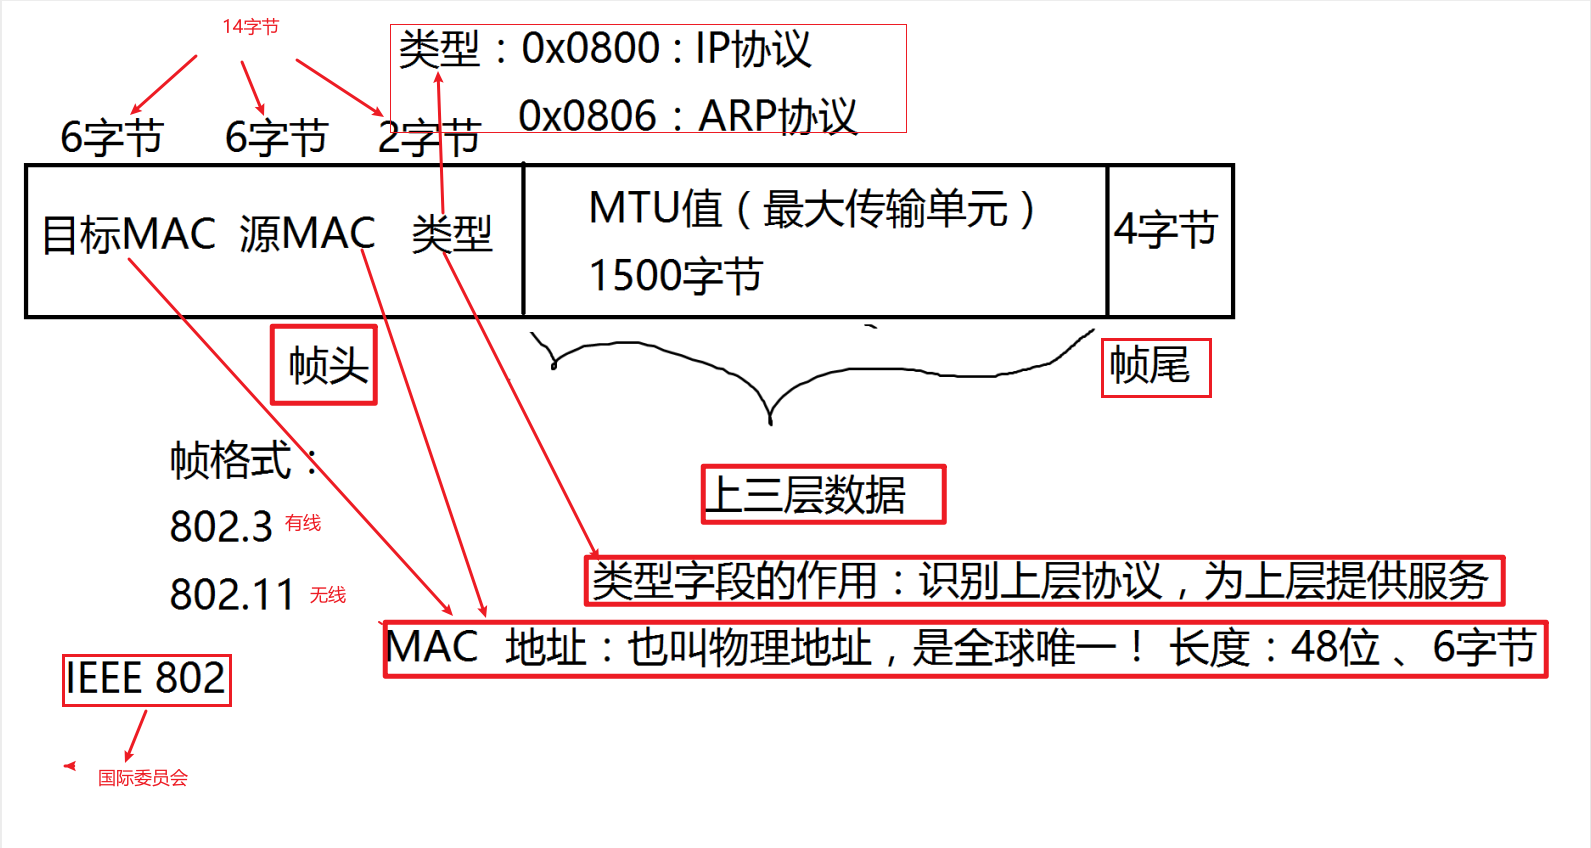 14字节
类型：0x0800：IP协议
0x0806：ARP协议
6字节 6字节 2字节
目标MAC 源MAC 类型
MTU值（最大传输单元）
1500字节
4字节
帧头
帧尾
帧格式：
802.3 有线
802.11 无线
上三层数据
类型字段的作用：识别上层协议，为上层提供服务
MAC 地址：也叫物理地址，是全球唯一！ 长度：48位 、6字节
IEEE 802
国际委员会